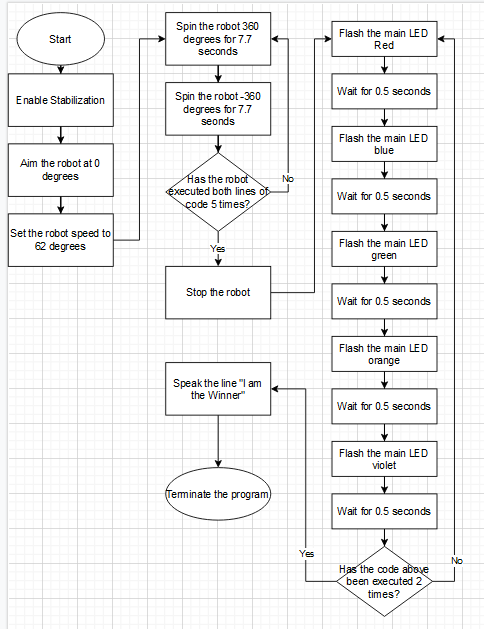 Start
Enable Stabilization
Aim the robot at 0
degrees
Set the robot speed to
62 degrees
Spin the robot 360
degrees for 7.7
seconds
Spin the robot -360
degrees for 7.7
seonds
Has the robot
executed both lines of
code 5 times?
No
Yes
Stop the robot
Flash the main LED
Red
Wait for 0.5 seconds
Flash the main LED
blue
Wait for 0.5 seconds
Flash the main LED
green
Wait for 0.5 seconds
Flash the main LED
orange
Wait for 0.5 seconds
Flash the main LED
violet
Wait for 0.5 seconds
Has the code above
been executed 2
times?
No
Yes
Speak the line "I am
the Winner"
Terminate the program